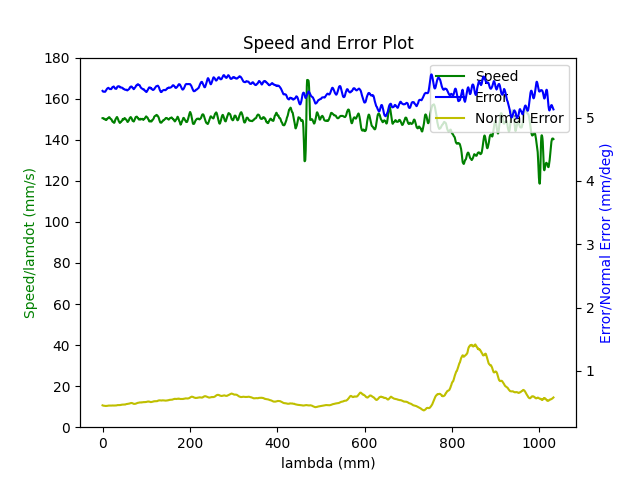 Speed and Error Plot
Speed
Error
Normal Error
180
160
140
120
100
80
60
40
20
0
Speed/lamdot (mm/s)
5
4
3
2
1
Error/Normal Error (mm/deg)
0 200 400 600 800 1000
lambda (mm)